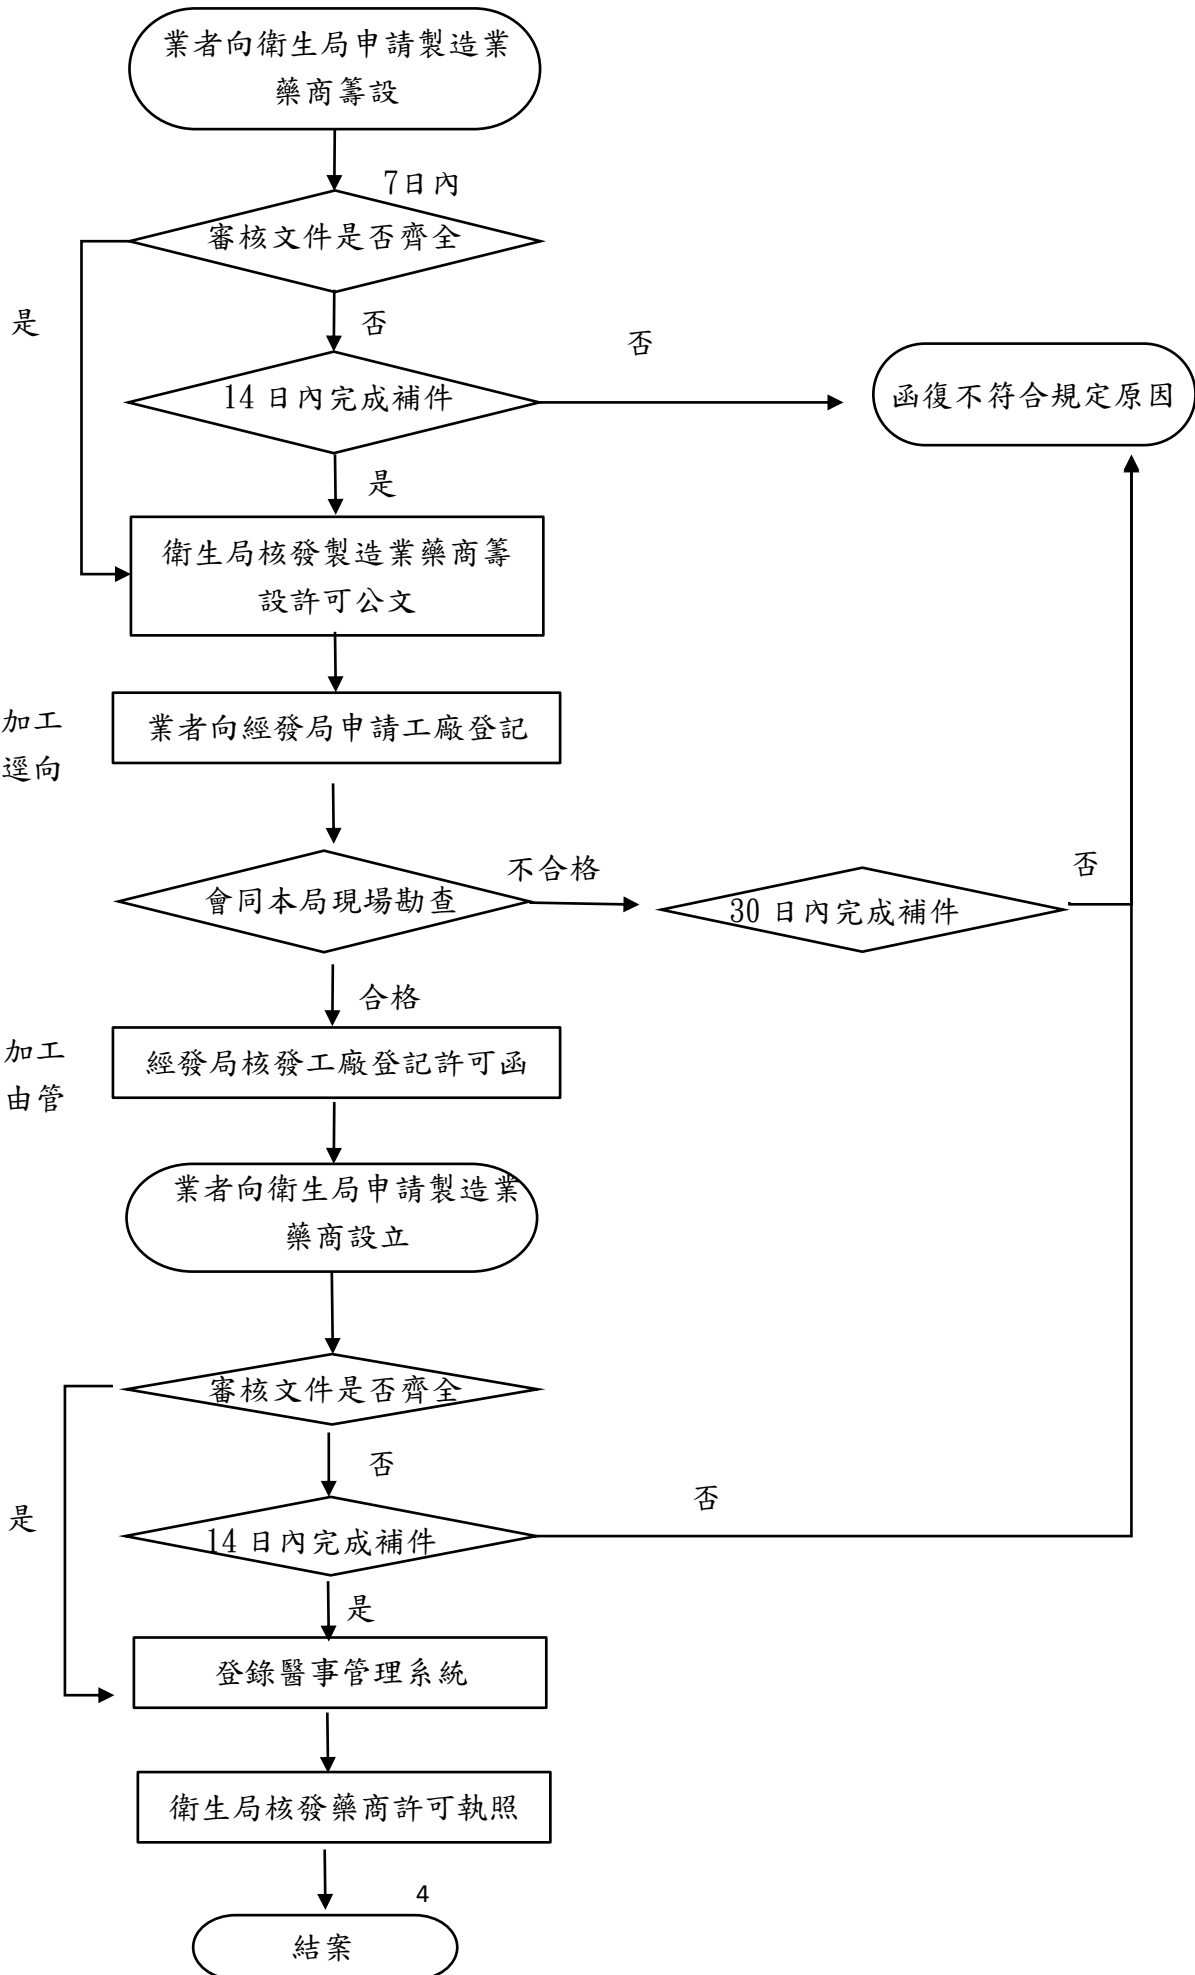 業者向衛生局申請製造業
藥商籌設
7日內
審核文件是否齊全
是
否
否
14 日內完成補件
函復不符合規定原因
是
衛生局核發製造業藥商籌
設許可公文
加工
逕向
業者向經發局申請工廠登記
不合格
否
會同本局現場勘查
30 日內完成補件
合格
加工
由管
經發局核發工廠登記許可函
業者向衛生局申請製造業
藥商設立
審核文件是否齊全
否
否
是
14 日內完成補件
是
登錄醫事管理系統
衛生局核發藥商許可執照
4
結案